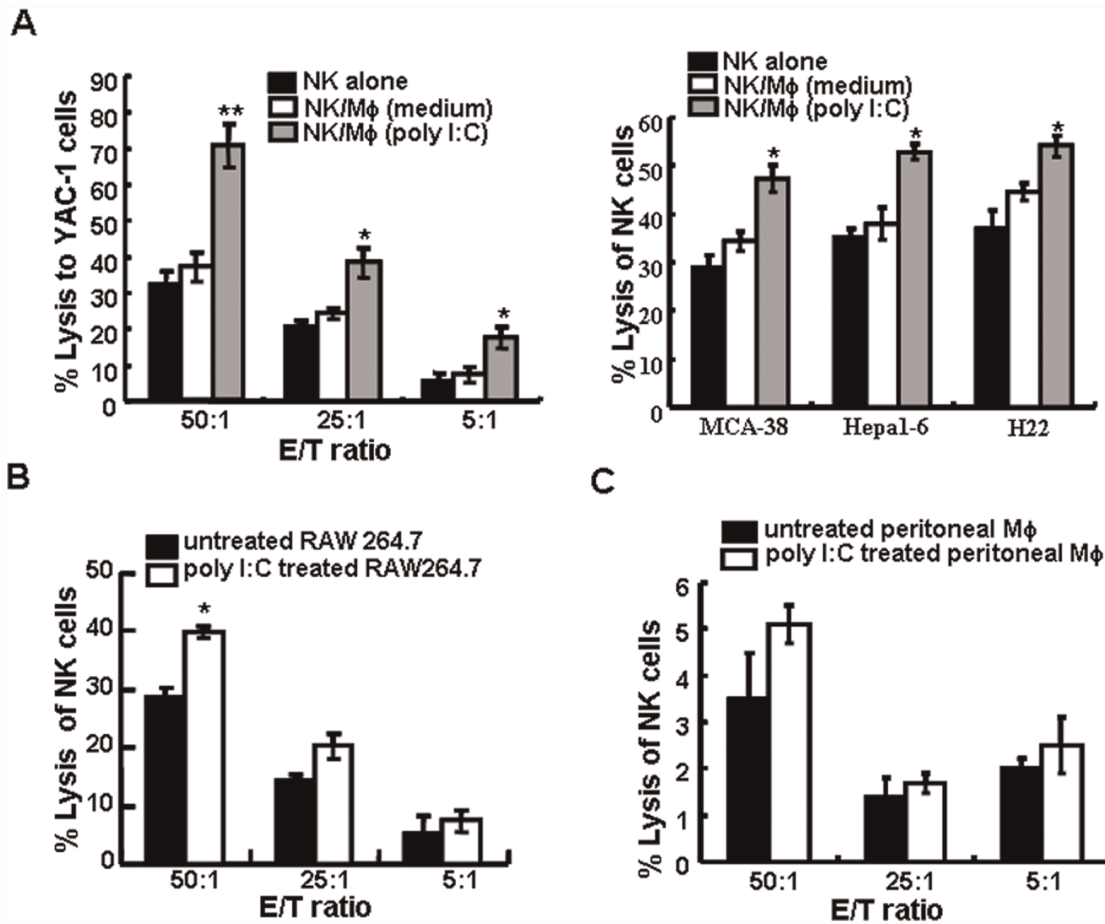 A
NK alone
NK/Mϕ (medium)
NK/Mϕ (poly I:C)
% Lysis to YAC-1 cells
90
80
70
60
50
40
30
20
10
0
**
*
*
50:1 25:1 5:1
E/T ratio
NK alone
NK/Mϕ (medium)
NK/Mϕ (poly I:C)
% Lysis of NK cells
60
50
40
30
20
10
0
*
*
*
MCA-38 Hepa1-6 H22
B
untreated RAW 264.7
poly I:C treated RAW264.7
% Lysis of NK cells
50
40
30
20
10
0
*
50:1 25:1 5:1
E/T ratio
C
untreated peritoneal Mϕ
poly I:C treated peritoneal Mϕ
% Lysis of NK cells
6
5
4
3
2
1
0
50:1 25:1 5:1
E/T ratio